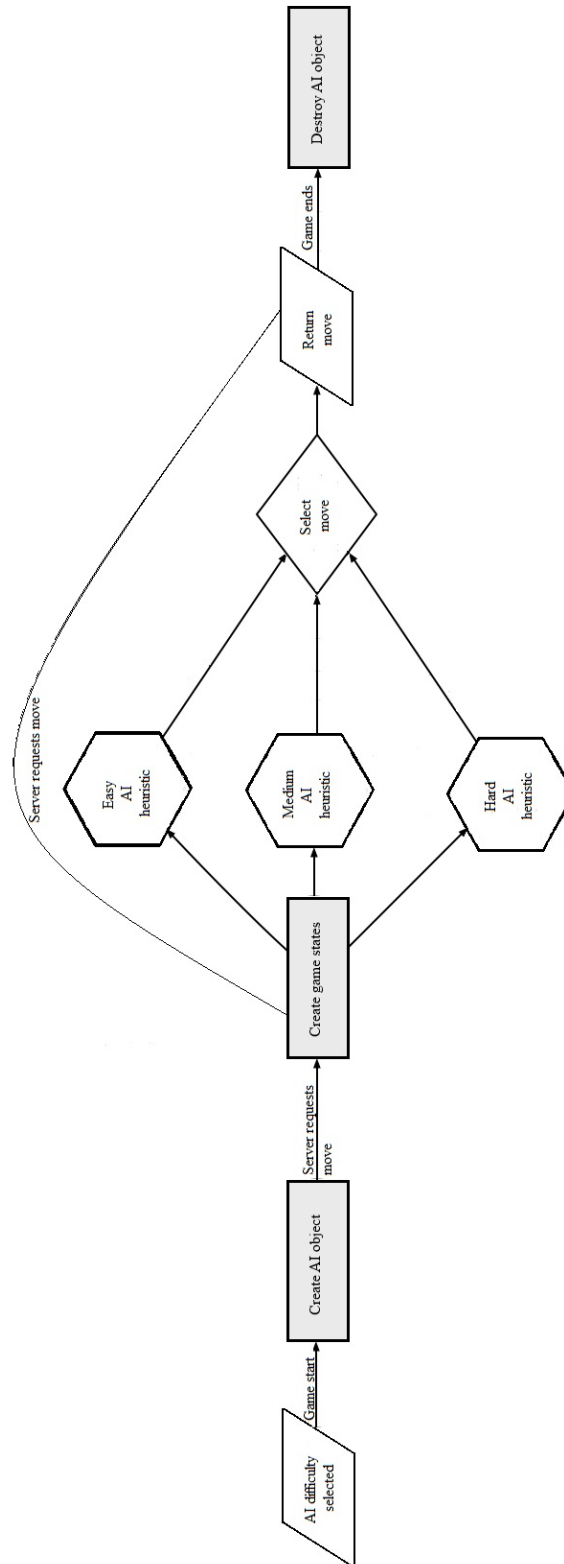 AI difficulty
selected
Game start
Create AI object
Server requests
move
Create game states
Server requests move
Easy
AI
heuristic
Medium
AI
heuristic
Hard
AI
heuristic
Select
move
Return
move
Game ends
Destroy AI object